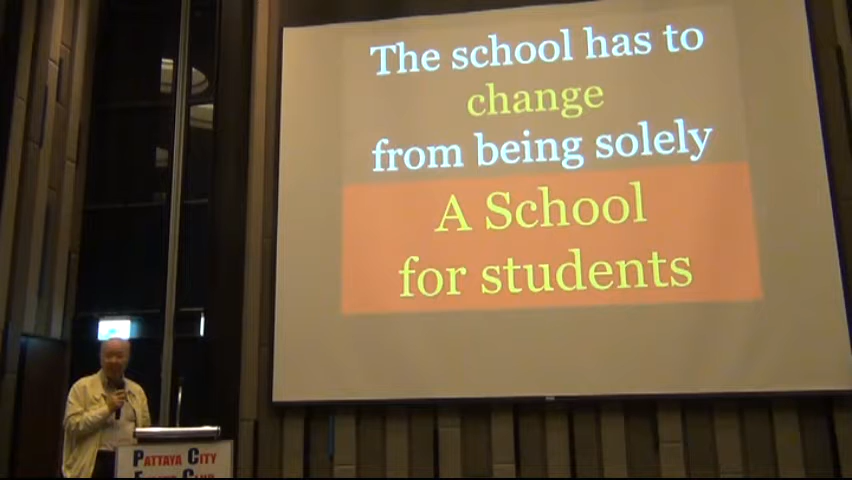 The school has to
change
from being solely
A School
for students
PATTAYA CITY